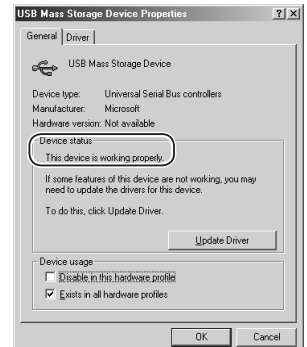 USB Mass Storage Device Properties
General
Driver
USB Mass Storage Device
Device type: Universal Serial Bus controllers
Manufacturer: Microsoft
Hardware version: Not available
Device status
This device is working properly.
If some features of this device are not working, you may
need to update the drivers for this device.
To do this, click Update Driver.
Update Driver
Device usage
Disable in this hardware profile
Exists in all hardware profiles
OK
Cancel